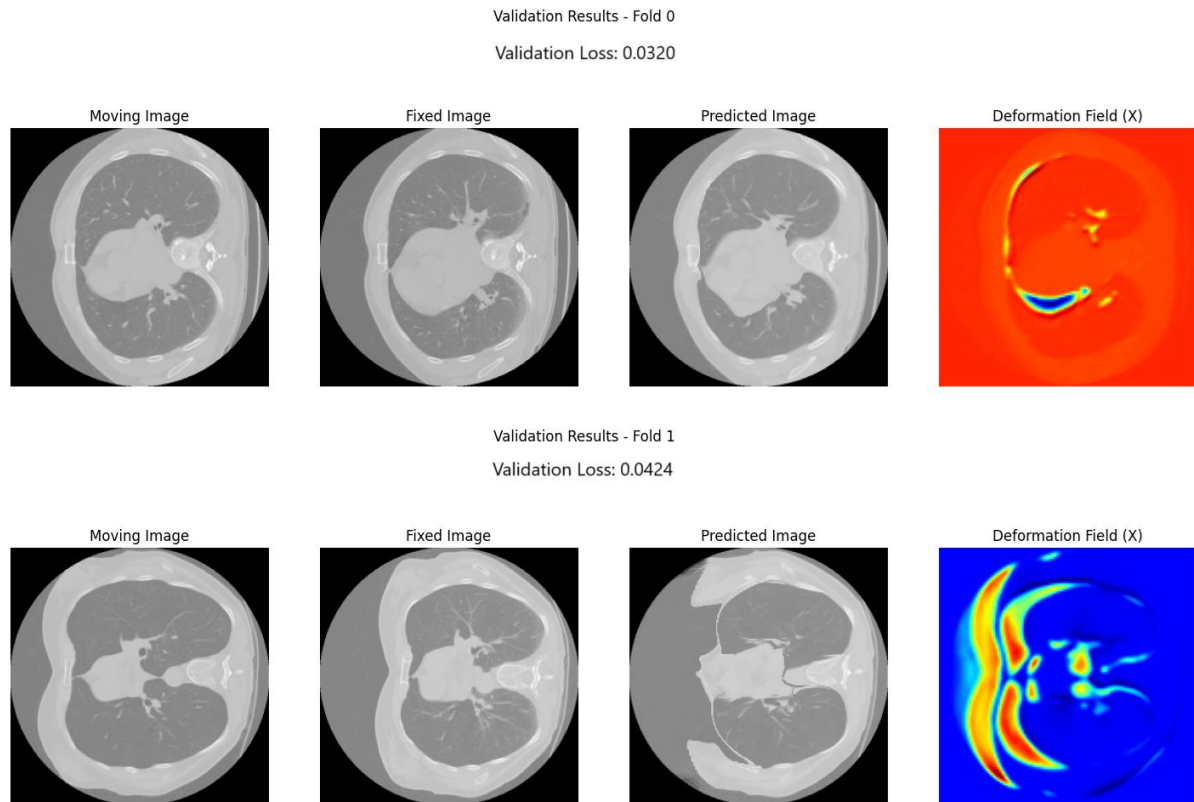 Validation Results - Fold 0
Validation Loss: 0.0320
Moving Image
Fixed Image
Predicted Image
Deformation Field (X)
Validation Results - Fold 1
Validation Loss: 0.0424
Moving Image
Fixed Image
Predicted Image
Deformation Field (X)